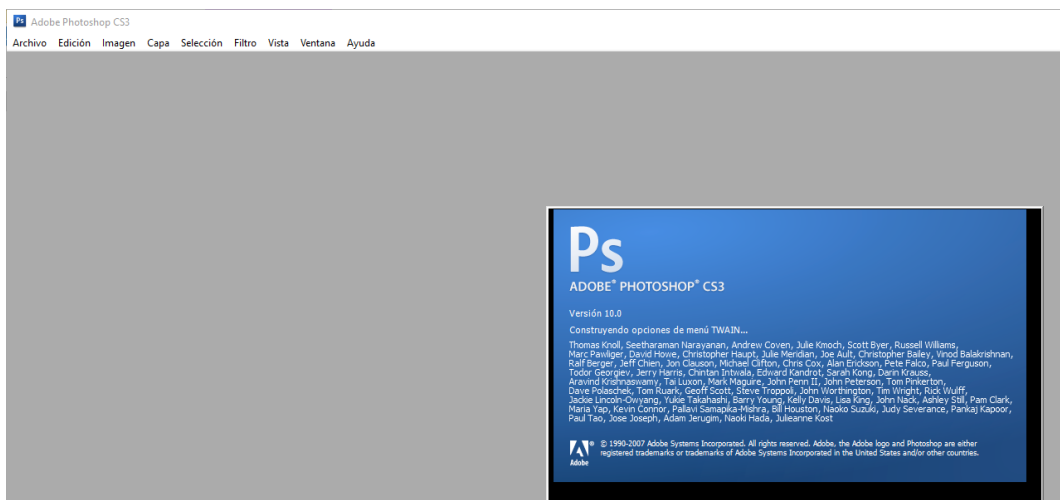 Ps Adobe Photoshop CS3
Archivo Edición Imagen Capa Selección Filtro Vista Ventana Ayuda
Ps
ADOBE® PHOTOSHOP® CS3
Versión 10.0
Construyendo opciones de menú TWAIN...
Thomas Knoll, Seetharaman Narayanan, Andrew Coven, Julie Kmoch, Scott Byer, Russell Williams,
Marc Pawliger, David Howe, Christopher Haupt, Julie Meridian, Joe Ault, Christopher Bailey, Vinod Balakrishnan,
Ralf Berger, Jeff Chien, Jon Clauson, Michael Clifton, Chris Cox, Alan Erickson, Pete Falco, Paul Ferguson,
Todor Georgiev, Jerry Harris, Chintan Intwala, Edward Kandrot, Sarah Kong, Darin Krauss,
Aravind Krishnaswamy, Tai Luxon, Mark Maguire, John Penn II, John Peterson, Tom Pinkerton,
Dave Polaschek, Tom Ruark, Geoff Scott, Steve Troppoli, John Worthington, Tim Wright, Rick Wulff,
Jackie Lincoln-Owyang, Yukie Takahashi, Barry Young, Kelly Davis, Lisa King, John Nack, Ashley Still, Pam Clark,
Maria Yap, Kevin Connor, Pallavi Samapika-Mishra, Bill Houston, Naoko Suzuki, Judy Severance, Pankaj Kapoor,
Paul Tao, Jose Joseph, Adam Jerugim, Naoki Hada, Julieanne Kost
® © 1990-2007 Adobe Systems Incorporated. All rights reserved. Adobe, the Adobe logo and Photoshop are either
registered trademarks or trademarks of Adobe Systems Incorporated in the United States and/or other countries.
Adobe